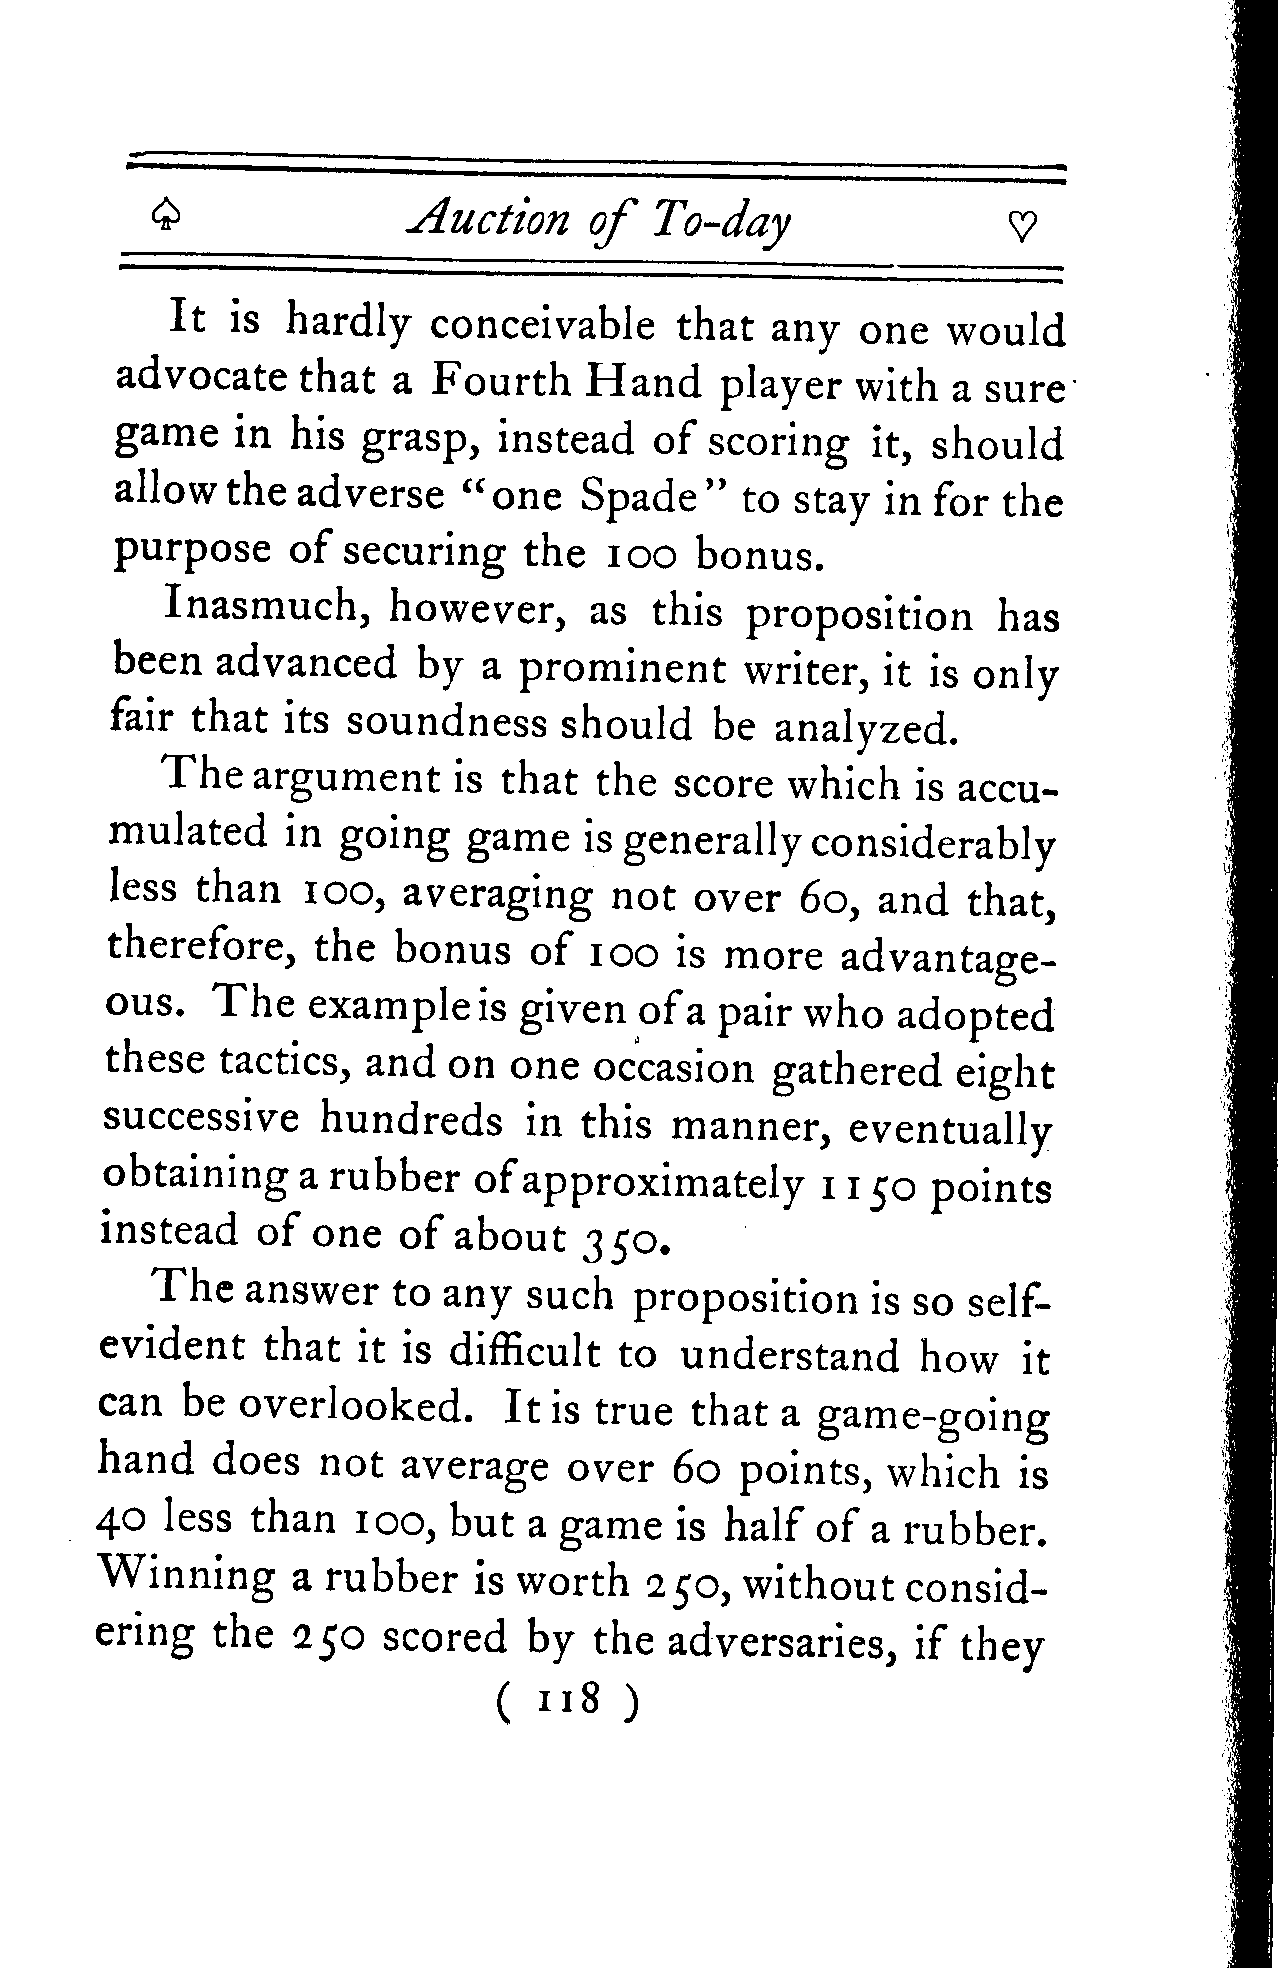 ♤ Auction of To-day ♡
It is hardly conceivable that any one would
advocate that a Fourth Hand player with a sure
game in his grasp, instead of scoring it, should
allow the adverse “one Spade” to stay in for the
purpose of securing the 100 bonus.
Inasmuch, however, as this proposition has
been advanced by a prominent writer, it is only
fair that its soundness should be analyzed.
The argument is that the score which is accu-
mulated in going game is generally considerably
less than 100, averaging not over 60, and that,
therefore, the bonus of 100 is more advantage-
ous. The example is given of a pair who adopted
these tactics, and on one occasion gathered eight
successive hundreds in this manner, eventually
obtaining a rubber of approximately 1150 points
instead of one of about 350.
The answer to any such proposition is so self-
evident that it is difficult to understand how it
can be overlooked. It is true that a game-going
hand does not average over 60 points, which is
40 less than 100, but a game is half of a rubber.
Winning a rubber is worth 250, without consid-
ering the 250 scored by the adversaries, if they
( 118 )